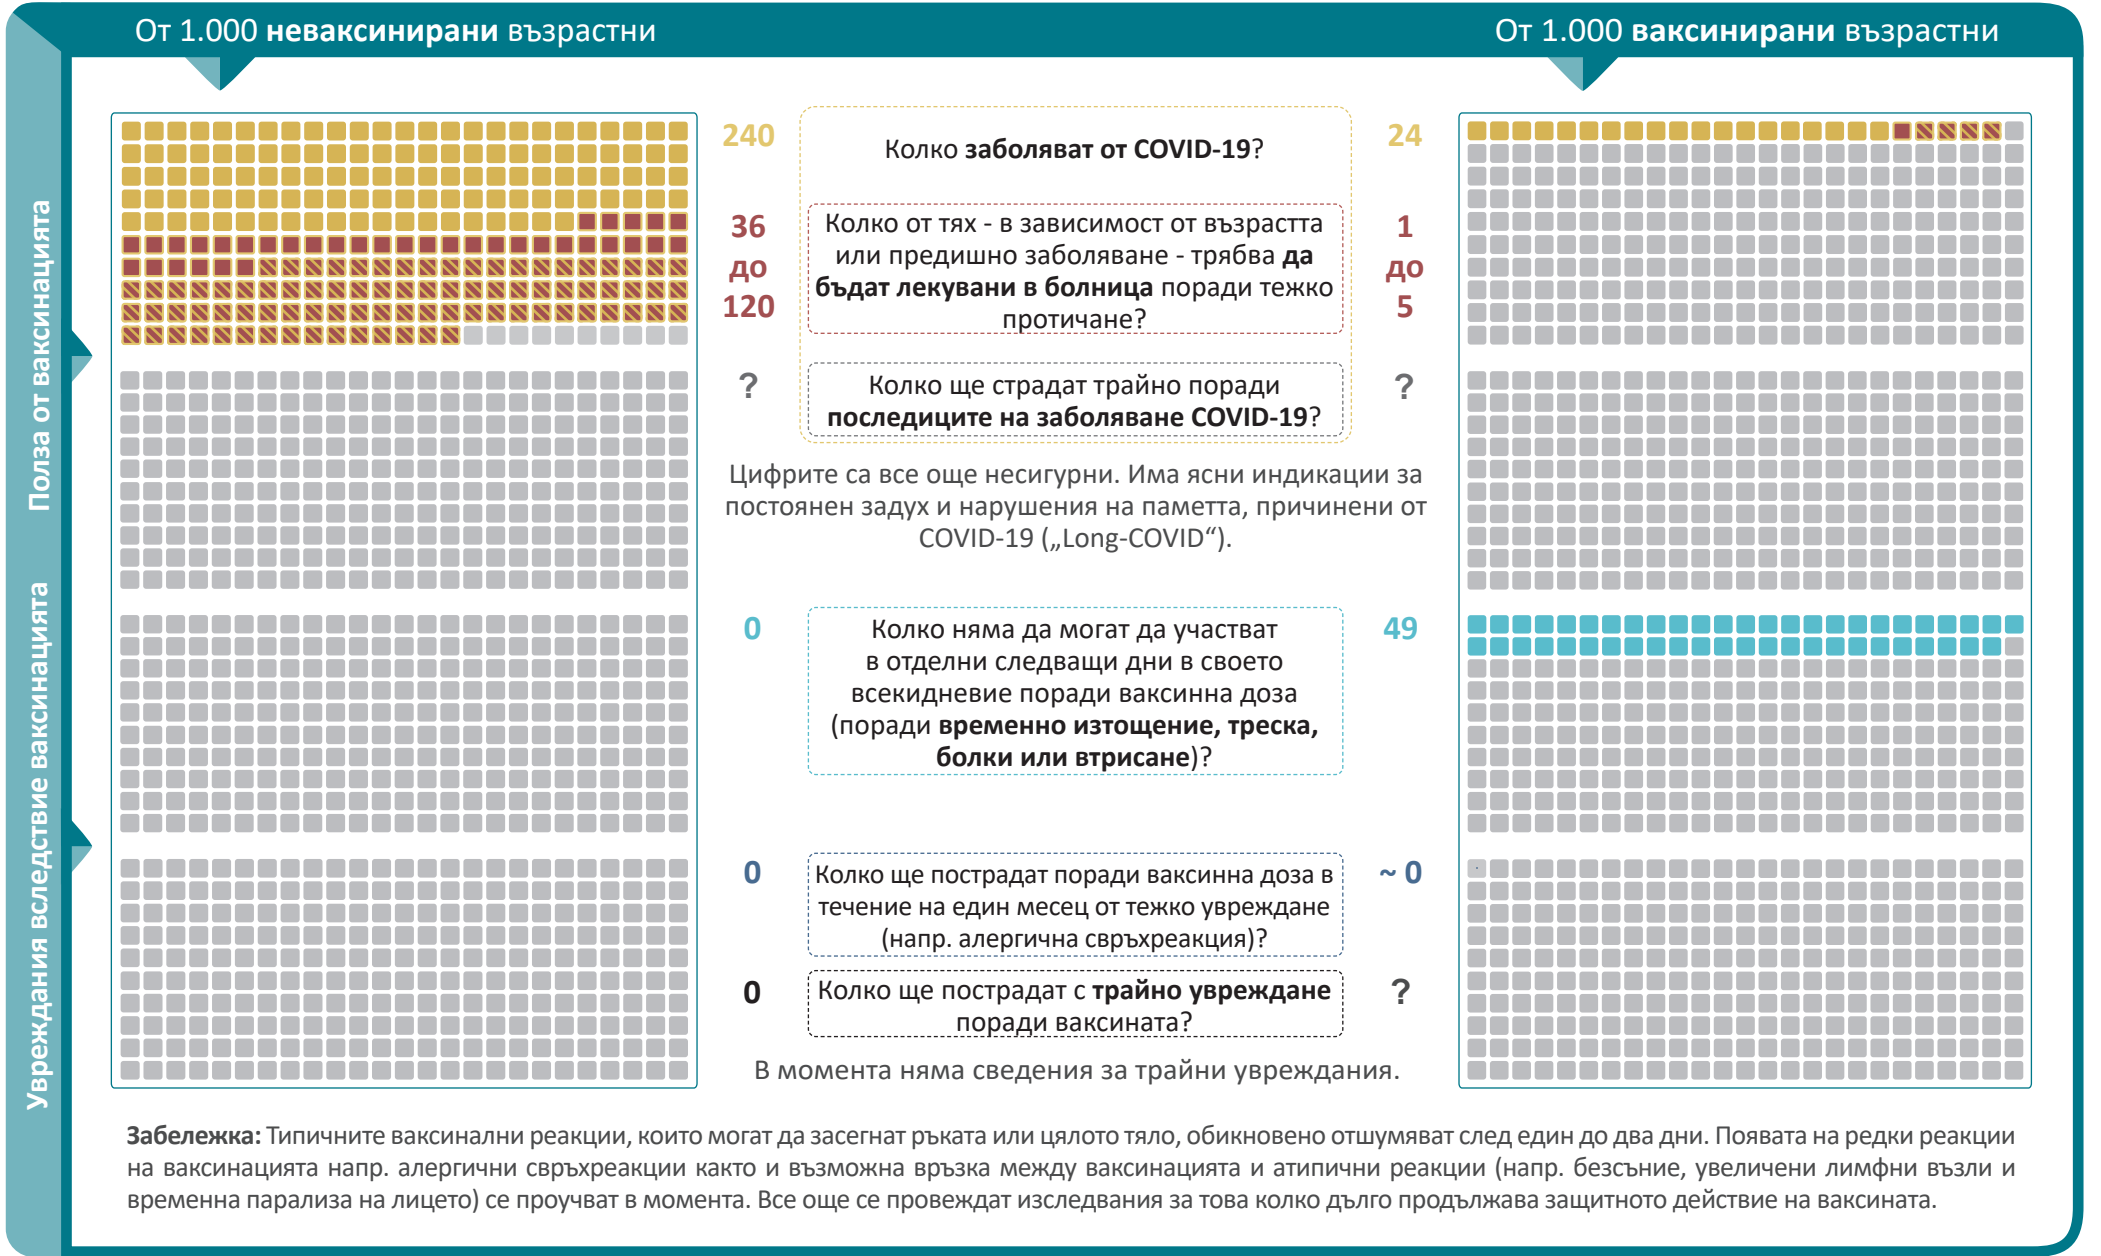 От 1.000 неваксинирани възрастни
От 1.000 ваксинирани възрастни
Полза от ваксинацията
Увреждания вследствие ваксинацията
240
Колко заболяват от COVID-19?
24
36
до
120
Колко от тях - в зависимост от възрастта
или предишно заболяване - трябва да
бъдат лекувани в болница поради тежко
протичане?
1
до
5
?
Колко ще страдат трайно поради
последиците на заболяване COVID-19?
?
Цифрите са все още несигурни. Има ясни индикации за
постоянен задух и нарушения на паметта, причинени от
COVID-19 („Long-COVID“).
0
Колко няма да могат да участват
в отделни следващи дни в своето
всекидневие поради ваксинна доза
(поради временно изтощение, треска,
болки или втрисане)?
49
0
Колко ще пострадат поради ваксинна доза в
течение на един месец от тежко увреждане
(напр. алергична свръхреакция)?
~ 0
0
Колко ще пострадат с трайно увреждане
поради ваксината?
?
В момента няма сведения за трайни увреждания.
Забележка: Типичните ваксинални реакции, които могат да засегнат ръката или цялото тяло, обикновено отшумяват след един до два дни. Появата на редки реакции
на ваксинацията напр. алергични свръхреакции както и възможна връзка между ваксинацията и атипични реакции (напр. безсъние, увеличени лимфни възли и
временна парализа на лицето) се проучват в момента. Все още се провеждат изследвания за това колко дълго продължава защитното действие на ваксината.